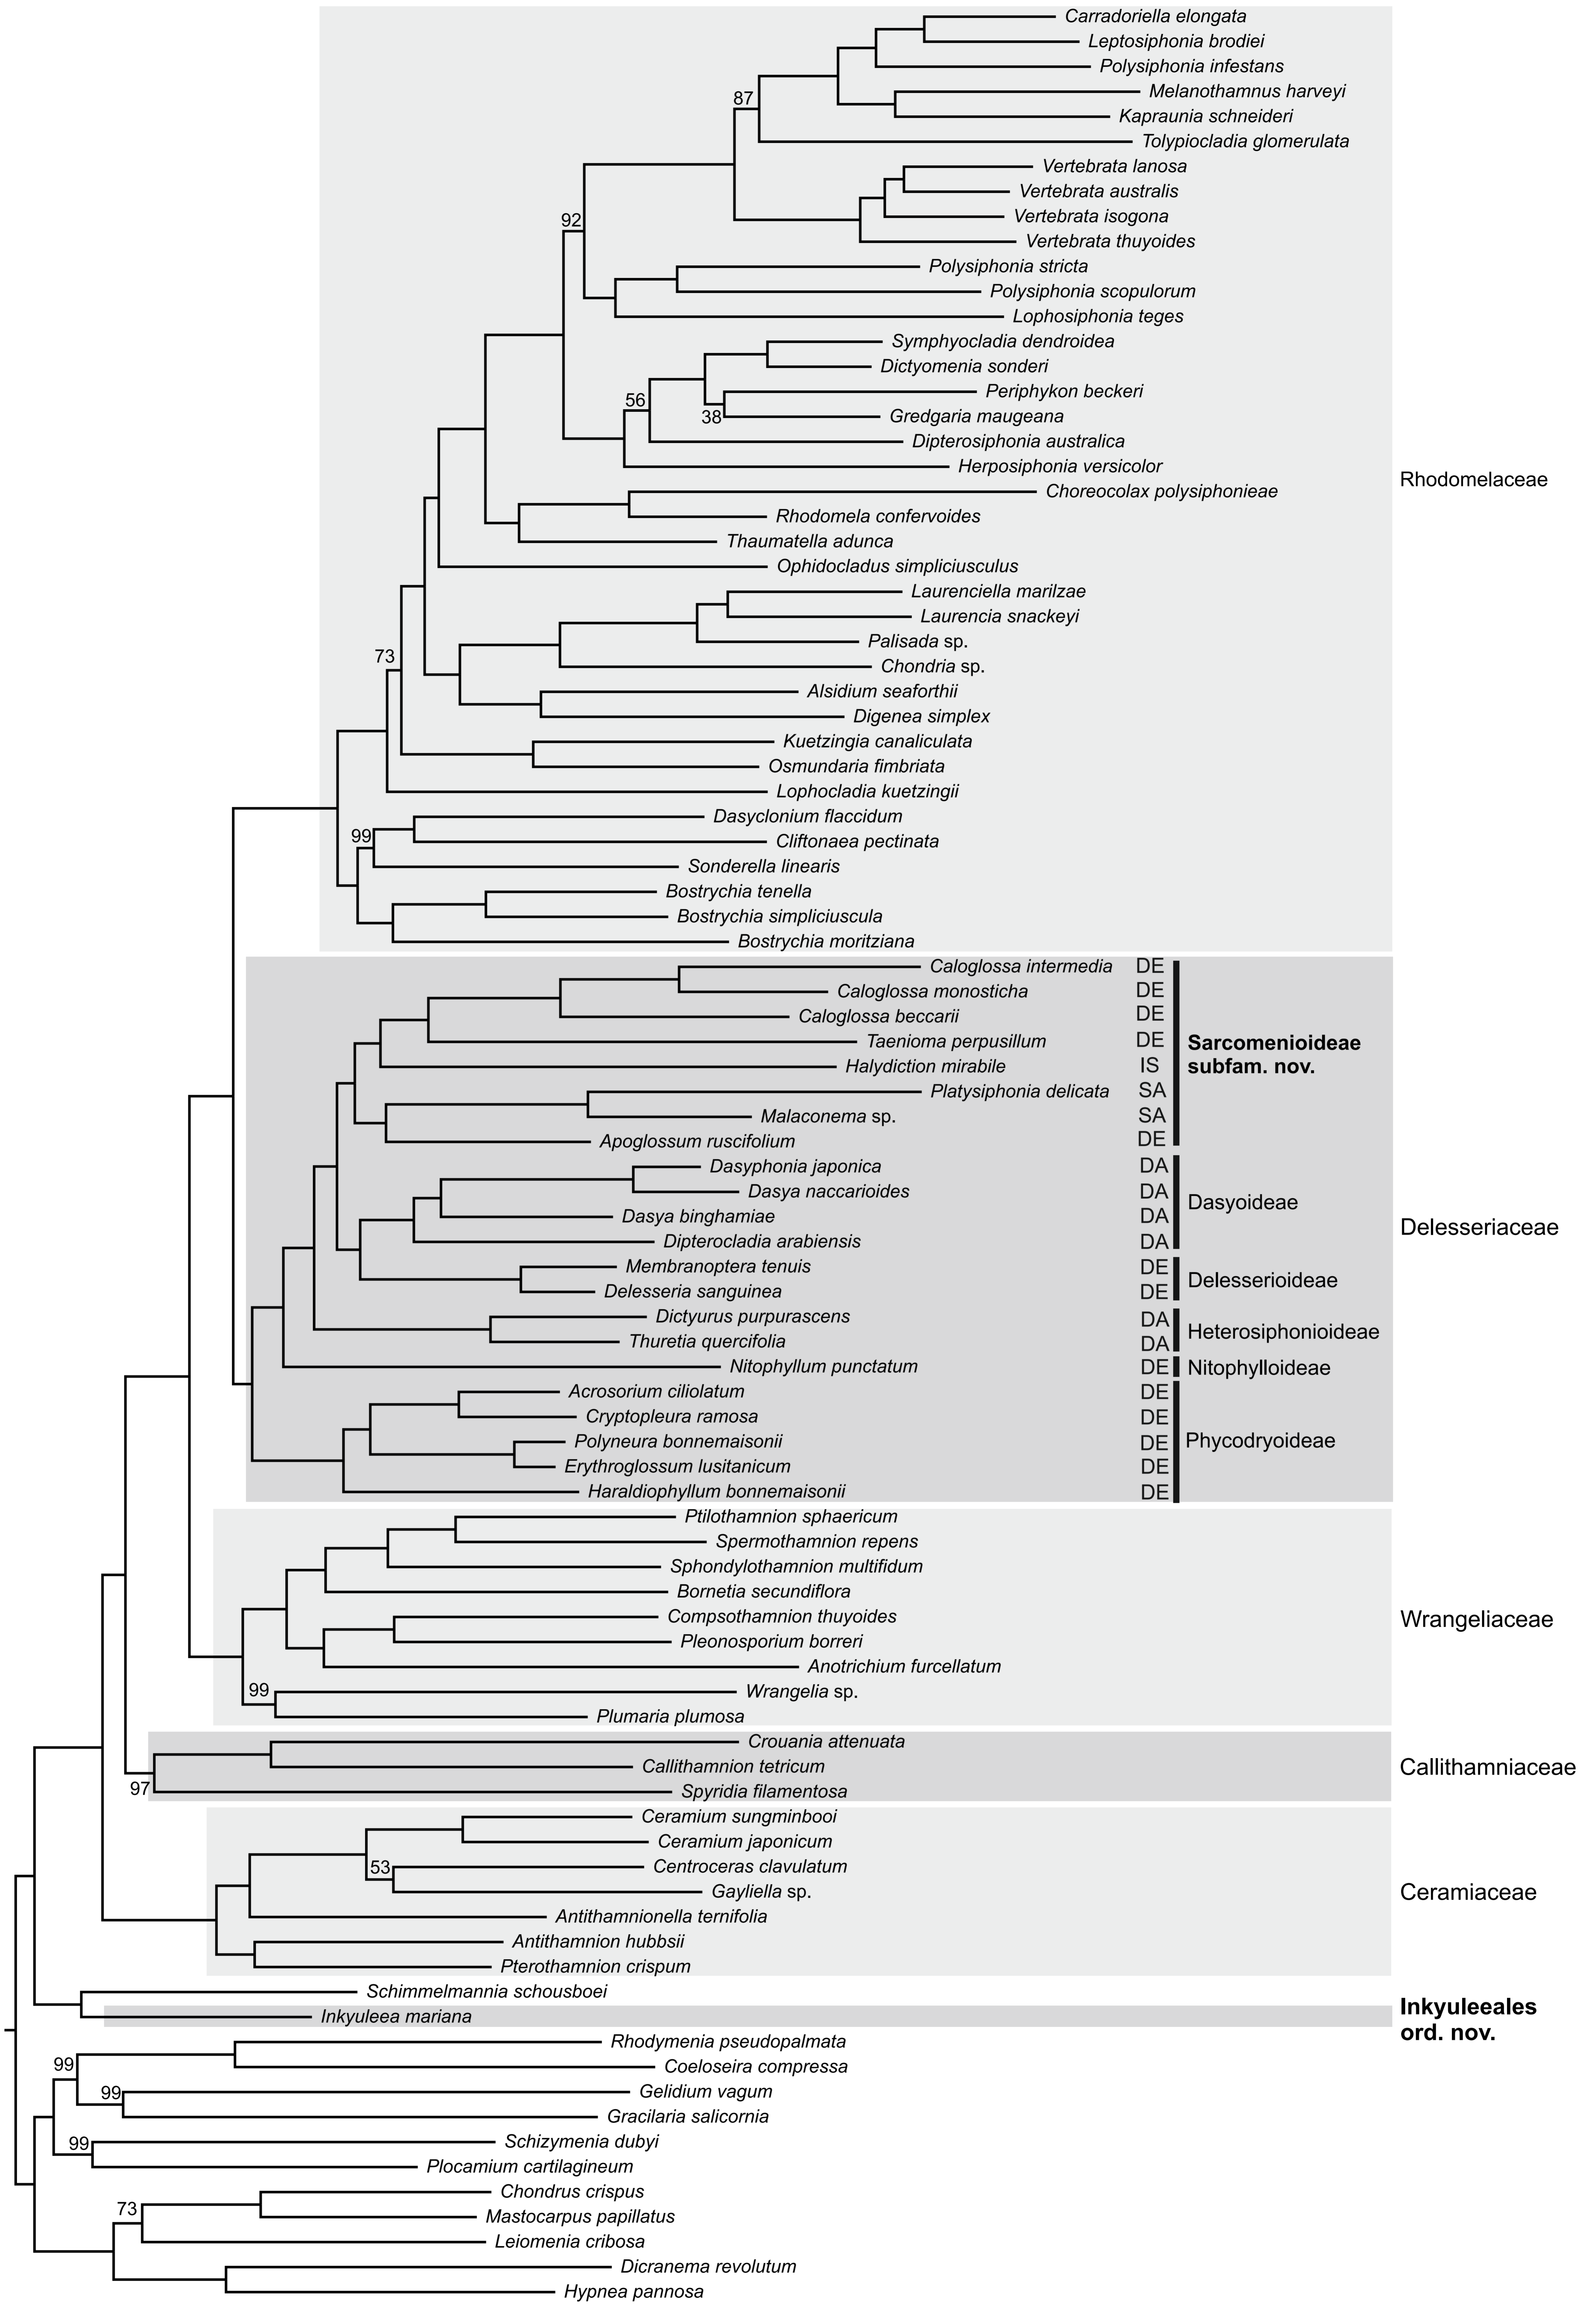 Carradoriella elongata
Leptosiphonia brodiei
Polysiphonia infestans
Melanothamnus harveyi
87
Kapraunia schneideri
Tolypiocladia glomerulata
Vertebrata lanosa
Vertebrata australis
Vertebrata isogona
92
Vertebrata thuyoides
Polysiphonia stricta
Polysiphonia scopulorum
Lophosiphonia teges
Symphyocladia dendroidea
Dictyomenia sonderi
Periphykon beckeri
56
38
Gredgaria maugeana
Dipterosiphonia australica
Herposiphonia versicolor
Rhodomelaceae
Choreocolax polysiphonieae
Rhodomela confervoides
Thaumatella adunca
Ophidocladus simpliciusculus
Laurenciella marilzae
Laurencia snackeyi
Palisada sp.
73
Chondria sp.
Alsidium seaforthii
Digenea simplex
Kuetzingia canaliculata
Osmundaria fimbriata
Lophocladia kuetzingii
Dasyclonium flaccidum
99
Cliftonaea pectinata
Sonderella linearis
Bostrychia tenella
Bostrychia simpliciuscula
Bostrychia moritziana
Caloglossa intermedia DE
Caloglossa monosticha DE
Caloglossa beccarii DE
Taenioma perpusillum DE
Sarcomenioideae
subfam. nov.
Halydiction mirabile IS
Platysiphonia delicata SA
Malaconema sp. SA
Apoglossum ruscifolium DE
Dasyphonia japonica DA
Dasya naccarioides DA
Dasyoideae
Dasya binghamiae DA
Delesseriaceae
Dipterocladia arabiensis DA
Membranoptera tenuis DE
Delesserioideae
Delesseria sanguinea DE
Dictyurus purpurascens DA
Heterosiphonioideae
Thuretia quercifolia DA
Nitophyllum punctatum DE Nitophylloideae
Acrosorium ciliolatum DE
Cryptopleura ramosa DE
Polyneura bonnemaisonii DE Phycodryoideae
Erythroglossum lusitanicum DE
Haraldiophyllum bonnemaisonii DE
Ptilothamnion sphaericum
Spermothamnion repens
Sphondylothamnion multifidum
Bornetia secundiflora
Compsothamnion thuyoides
Wrangeliaceae
Pleonosporium borreri
Anotrichium furcellatum
99
Wrangelia sp.
Plumaria plumosa
Crouania attenuata
Callithamnion tetricum
Callithamniaceae
97
Spyridia filamentosa
Ceramium sungminbooi
Ceramium japonicum
53
Centroceras clavulatum
Gayliella sp.
Ceramiaceae
Antithamnionella ternifolia
Antithamnion hubbsii
Pterothamnion crispum
Schimmelmannia schousboei
Inkyuleea mariana
Inkyuleeales
ord. nov.
Rhodymenia pseudopalmata
99
Coeloseira compressa
99
Gelidium vagum
Gracilaria salicornia
99
Schizymenia dubyi
Plocamium cartilagineum
Chondrus crispus
73
Mastocarpus papillatus
Leiomenia cribosa
Dicranema revolutum
Hypnea pannosa